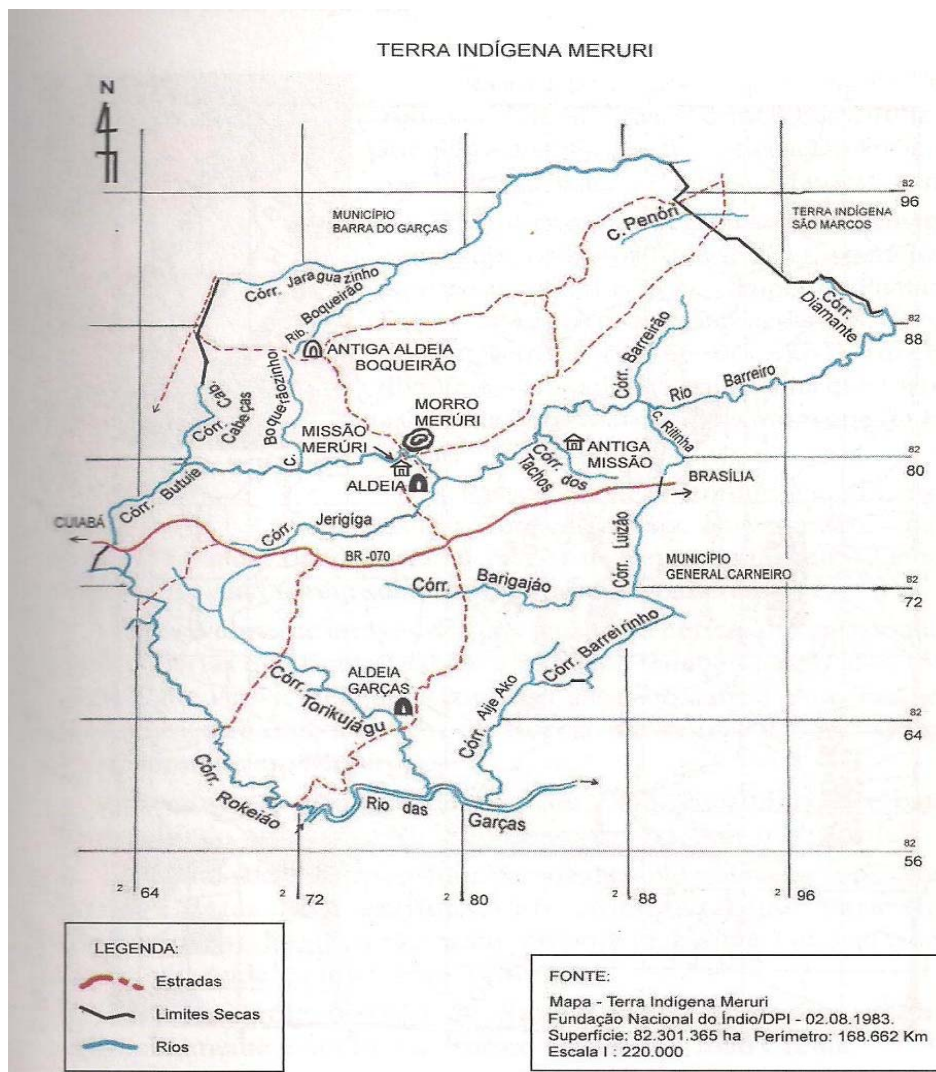 TERRA INDÍGENA MERURI
N
MUNICÍPIO
BARRA DO GARÇAS
C. Penóri
TERRA INDÍGENA
SÃO MARCOS
82
96
Córr. Jaraguazinho
Rib. Boqueirão
Córr.
Diamante
82
88
ANTIGA ALDEIA
BOQUEIRÃO
Córr. Barreirão
Rio Barreiro
Córr. Cab.
Cabeças
C. Boquerãozinho
MORRO
MERÚRI
MISSÃO
MERÚRI
ALDEIA
C. Ritinha
ANTIGA
MISSÃO
Córr. dos
Tachos
82
80
BRASÍLIA
Córr. Butuie
CUIABÁ
Córr. Jerigíga
BR -070
Córr. Luizão
MUNICÍPIO
GENERAL CARNEIRO
Córr. Barigajáo
82
72
Córr. Barreirinho
ALDEIA
GARÇAS
Córr. Torikujágu
Córr. Aije Ako
82
64
Córr. Rokeiáo
Rio das Garças
82
56
2 64
2 72
2 80
2 88
2 96
LEGENDA:
Estradas
Limites Secas
Rios
FONTE:
Mapa - Terra Indígena Meruri
Fundação Nacional do Índio/DPI - 02.08.1983.
Superfície: 82.301.365 ha Perímetro: 168.662 Km
Escala I : 220.000